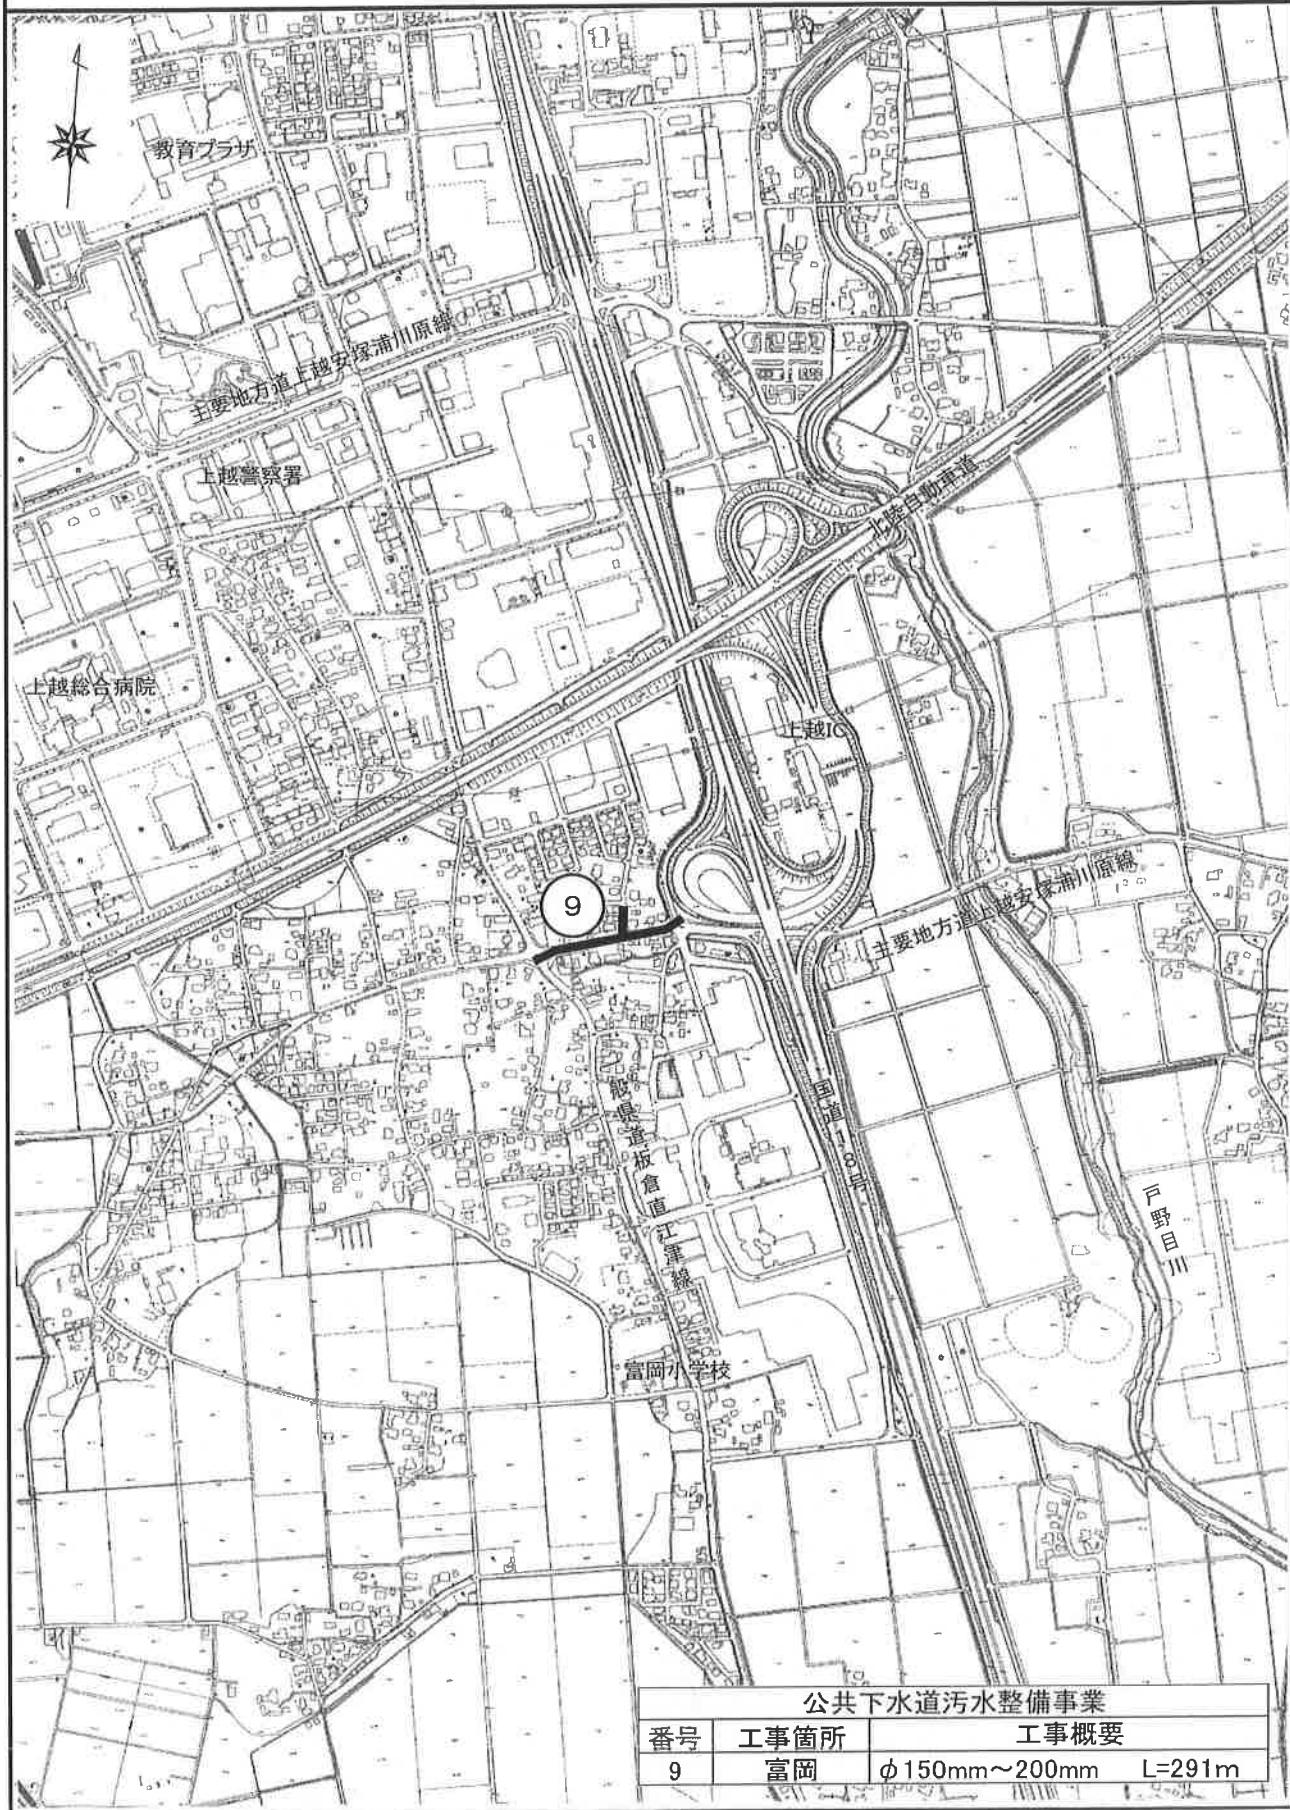 教育プラザ
主要地方道上越安塚浦川原線
上越警察署
北陸自動車道
上越総合病院
上越IC
9
主要地方道上越安塚浦川原線
一般県道板倉直江津線
国道18号
戸野目川
富岡小学校
公共下水道汚水整備事業
番号 工事箇所 工事概要
9 富岡 φ150mm～200mm L=291m